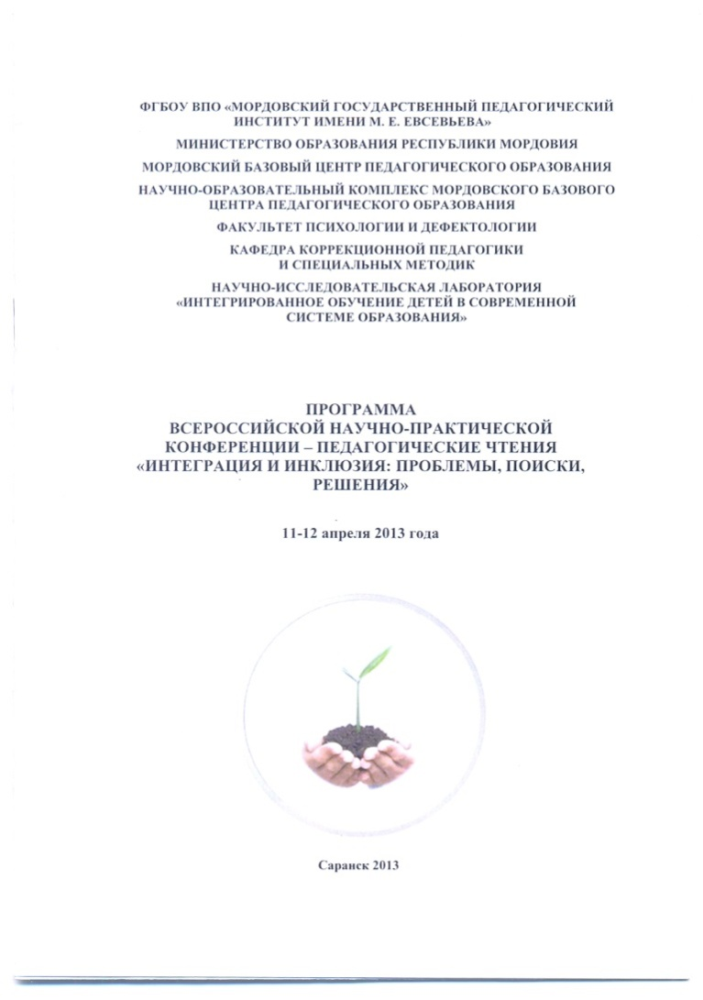 ФГБОУ ВПО «МОРДОВСКИЙ ГОСУДАРСТВЕННЫЙ ПЕДАГОГИЧЕСКИЙ
ИНСТИТУТ ИМЕНИ М. Е. ЕВСЕВЬЕВА»
МИНИСТЕРСТВО ОБРАЗОВАНИЯ РЕСПУБЛИКИ МОРДОВИЯ
МОРДОВСКИЙ БАЗОВЫЙ ЦЕНТР ПЕДАГОГИЧЕСКОГО ОБРАЗОВАНИЯ
НАУЧНО-ОБРАЗОВАТЕЛЬНЫЙ КОМПЛЕКС МОРДОВСКОГО БАЗОВОГО
ЦЕНТРА ПЕДАГОГИЧЕСКОГО ОБРАЗОВАНИЯ
ФАКУЛЬТЕТ ПСИХОЛОГИИ И ДЕФЕКТОЛОГИИ
КАФЕДРА КОРРЕКЦИОННОЙ ПЕДАГОГИКИ
И СПЕЦИАЛЬНЫХ МЕТОДИК
НАУЧНО-ИССЛЕДОВАТЕЛЬСКАЯ ЛАБОРАТОРИЯ
«ИНТЕГРИРОВАННОЕ ОБУЧЕНИЕ ДЕТЕЙ В СОВРЕМЕННОЙ
СИСТЕМЕ ОБРАЗОВАНИЯ»
ПРОГРАММА
ВСЕРОССИЙСКОЙ НАУЧНО-ПРАКТИЧЕСКОЙ
КОНФЕРЕНЦИИ – ПЕДАГОГИЧЕСКИЕ ЧТЕНИЯ
«ИНТЕГРАЦИЯ И ИНКЛЮЗИЯ: ПРОБЛЕМЫ, ПОИСКИ,
РЕШЕНИЯ»
11-12 апреля 2013 года
Саранск 2013